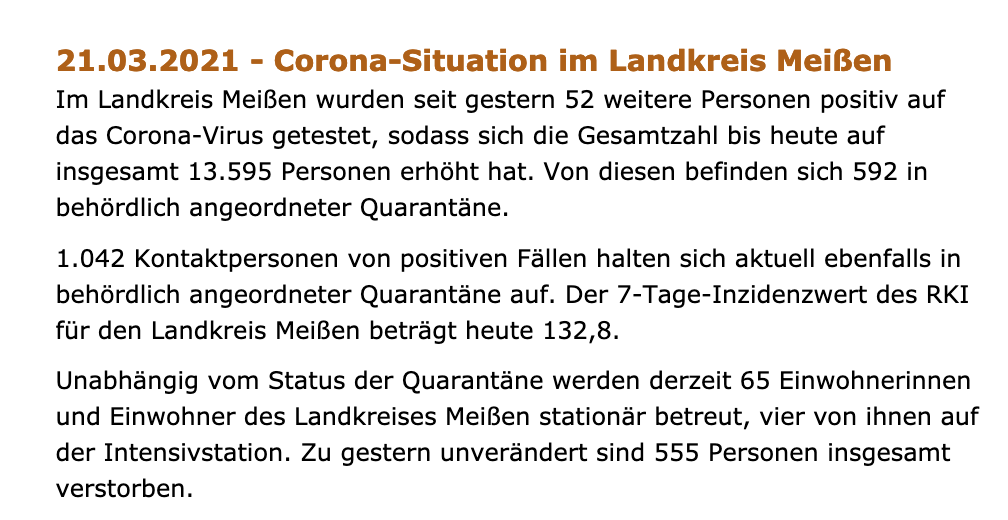 21.03.2021 - Corona-Situation im Landkreis Meißen
Im Landkreis Meißen wurden seit gestern 52 weitere Personen positiv auf
das Corona-Virus getestet, sodass sich die Gesamtzahl bis heute auf
insgesamt 13.595 Personen erhöht hat. Von diesen befinden sich 592 in
behördlich angeordneter Quarantäne.
1.042 Kontaktpersonen von positiven Fällen halten sich aktuell ebenfalls in
behördlich angeordneter Quarantäne auf. Der 7-Tage-Inzidenzwert des RKI
für den Landkreis Meißen beträgt heute 132,8.
Unabhängig vom Status der Quarantäne werden derzeit 65 Einwohnerinnen
und Einwohner des Landkreises Meißen stationär betreut, vier von ihnen auf
der Intensivstation. Zu gestern unverändert sind 555 Personen insgesamt
verstorben.